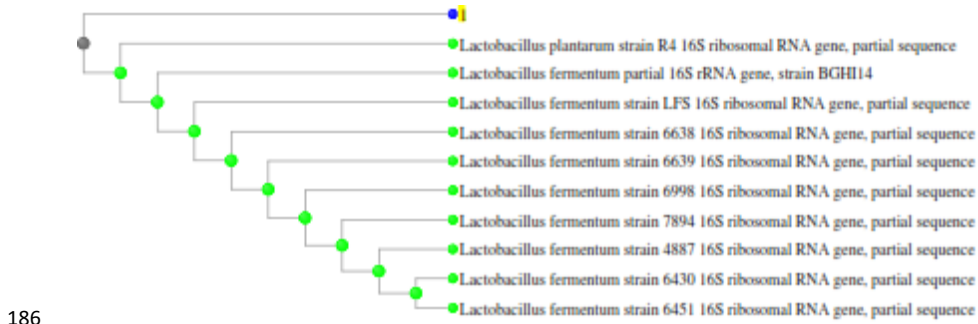 Lactobacillus plantarum strain R4 16S ribosomal RNA gene, partial sequence
Lactobacillus fermentum partial 16S rRNA gene, strain BGHI14
Lactobacillus fermentum strain LFS 16S ribosomal RNA gene, partial sequence
Lactobacillus fermentum strain 6638 16S ribosomal RNA gene, partial sequence
Lactobacillus fermentum strain 6639 16S ribosomal RNA gene, partial sequence
Lactobacillus fermentum strain 6998 16S ribosomal RNA gene, partial sequence
Lactobacillus fermentum strain 7894 16S ribosomal RNA gene, partial sequence
Lactobacillus fermentum strain 4887 16S ribosomal RNA gene, partial sequence
Lactobacillus fermentum strain 6430 16S ribosomal RNA gene, partial sequence
Lactobacillus fermentum strain 6451 16S ribosomal RNA gene, partial sequence
186